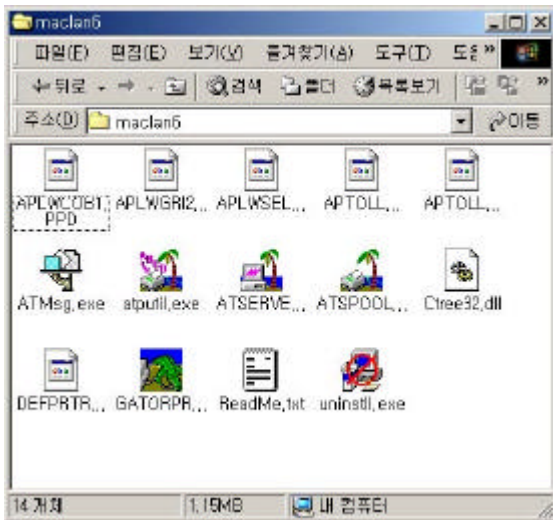 maclan6
파일(F) 편집(E) 보기(V) 즐겨찾기(A) 도구(T) 도움 »
뒤로 검색 폴더 목록보기 »
주소(D) maclan6 이동
APLWCOB1. APLWGRI2... APLWSEL... APTOLL... APTOLL...
PPD
ATMsg.exe atputil.exe ATSERVE... ATSPOOL... Ctree32.dll
DEFPRTR... GATORPR... ReadMe.txt uninstll.exe
14 개체 1.15MB 내 컴퓨터